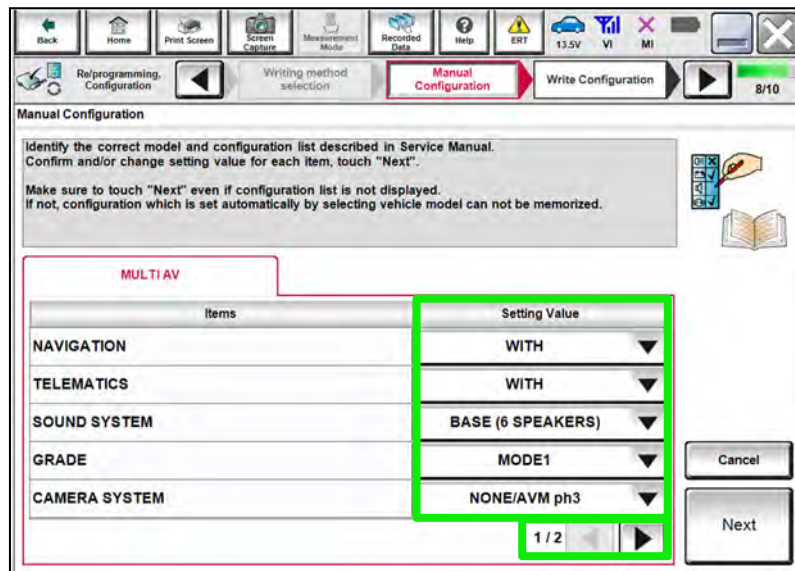 Back
Home
Print Screen
Screen
Capture
Measurement
Mode
Recorded
Data
Help
ERT
13.5V
VI
MI
Re/programming,
Configuration
Writing method
selection
Manual
Configuration
Write Configuration
8/10
Manual Configuration
Identify the correct model and configuration list described in Service Manual.
Confirm and/or change setting value for each item, touch "Next".
Make sure to touch "Next" even if configuration list is not displayed.
If not, configuration which is set automatically by selecting vehicle model can not be memorized.
MULTI AV
Items Setting Value
NAVIGATION WITH
TELEMATICS WITH
SOUND SYSTEM BASE (6 SPEAKERS)
GRADE MODE1
CAMERA SYSTEM NONE/AVM ph3
1 / 2
Cancel
Next